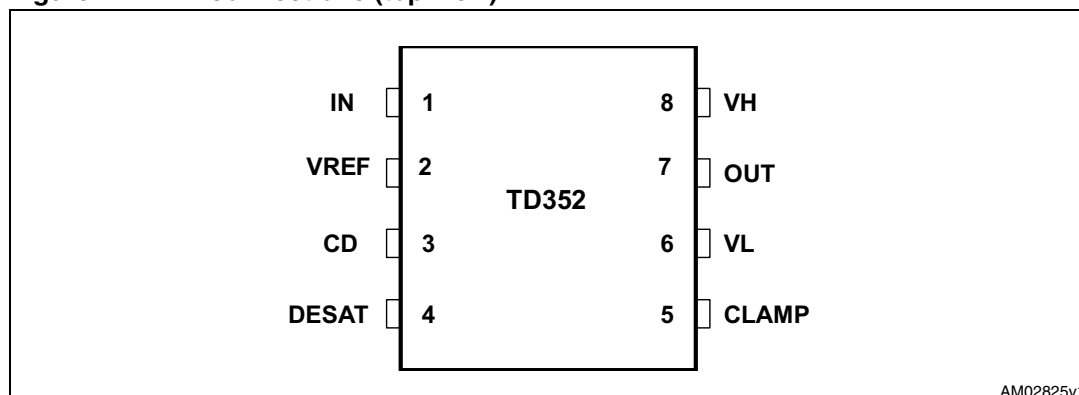 IN 1 8 VH
VREF 2 7 OUT
TD352
CD 3 6 VL
DESAT 4 5 CLAMP